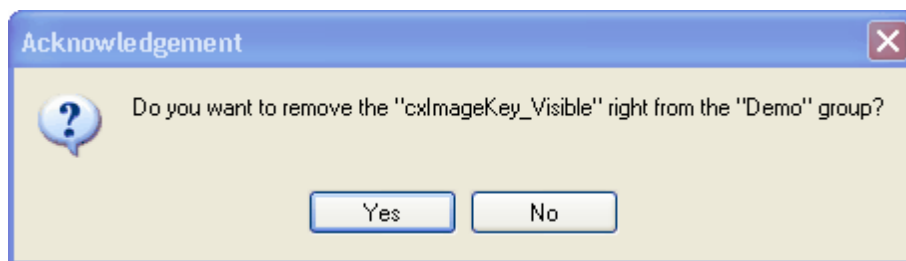 Acknowledgement
Do you want to remove the "cxImageKey_Visible" right from the "Demo" group?
Yes No